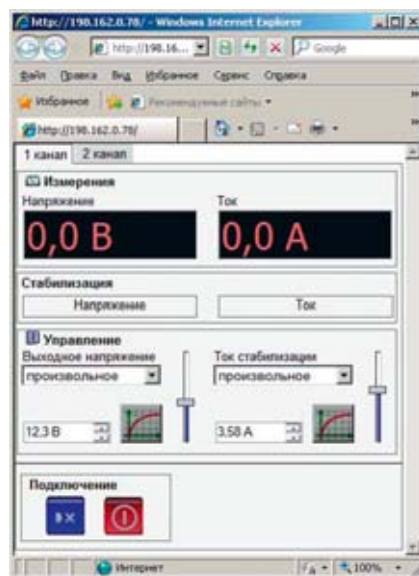 http://198.162.0.78/ - Windows Internet Explorer
http://198.16... Google
Файл Правка Вид Избранное Сервис Справка
Избранное Рекомендуемые сайты
http://198.162.0.78/
1 канал 2 канал
Измерения
Напряжение Ток
0,0 В 0,0 А
Стабилизация
Напряжение Ток
Управление
Выходное напряжение Ток стабилизации
произвольное произвольное
12,3 В 3,58 А
Подключение
Интернет 100%